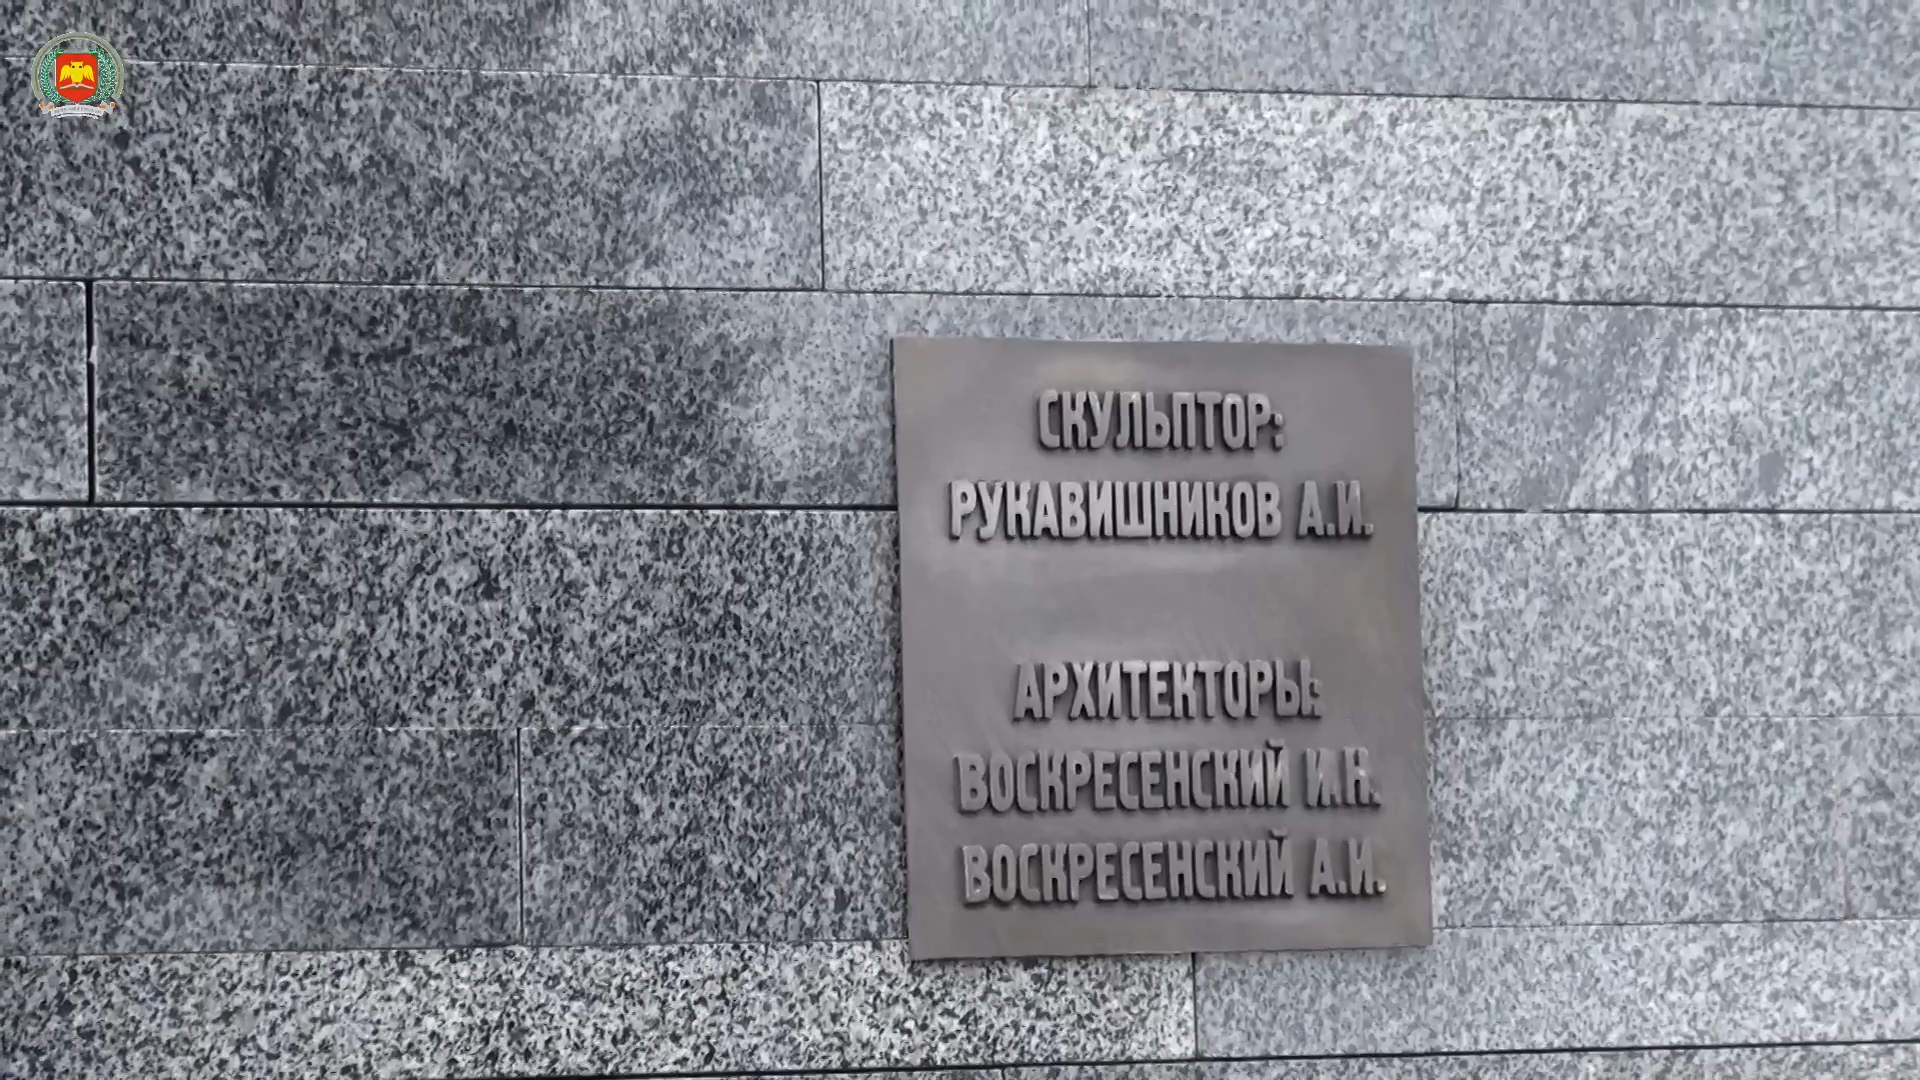 СКУЛЬПТОР:
РУКАВИШНИКОВ А.И.
АРХИТЕКТОРЫ:
ВОСКРЕСЕНСКИЙ И.Н.
ВОСКРЕСЕНСКИЙ А.И.